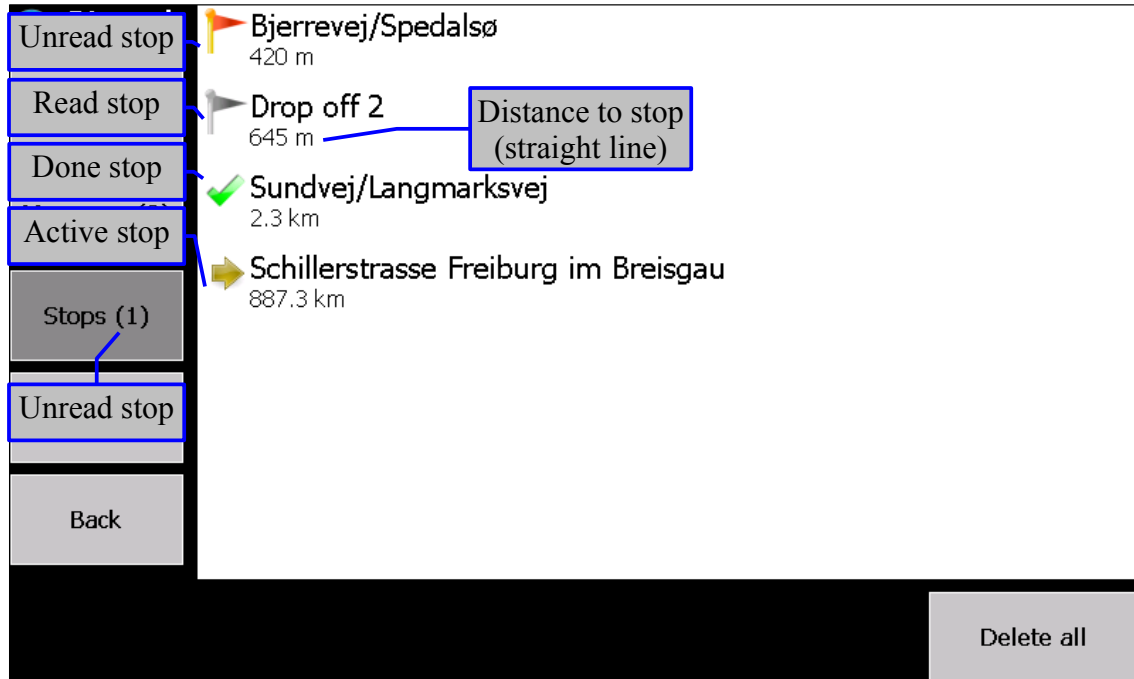 Unread stop
Bjerrevej/Spedalsø
420 m
Read stop
Drop off 2
645 m
Distance to stop
(straight line)
Done stop
Sundvej/Langmarksvej
2.3 km
Active stop
Schillerstrasse Freiburg im Breisgau
887.3 km
Stops (1)
Unread stop
Back
Delete all